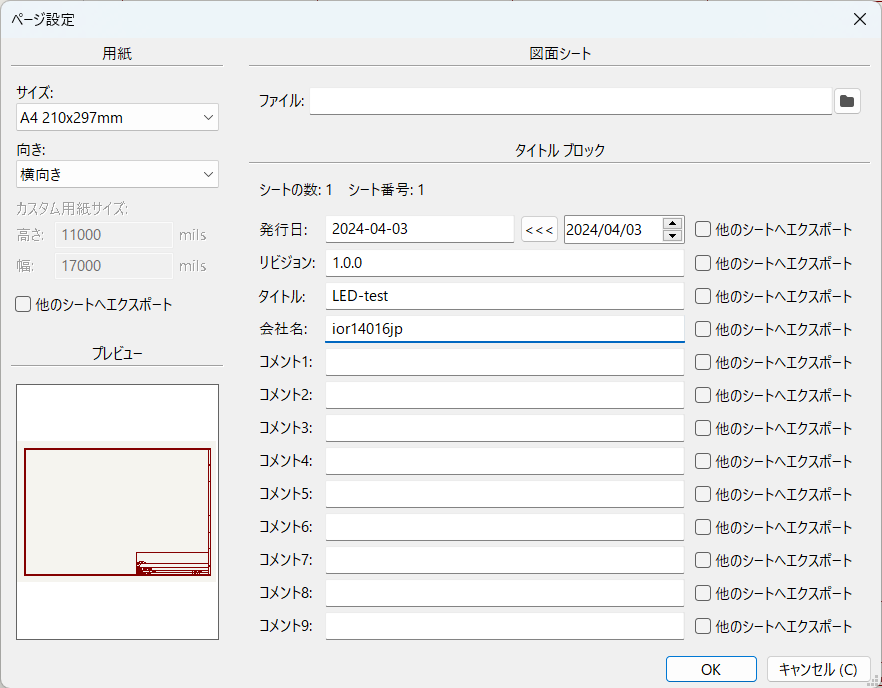 ページ設定
用紙
サイズ:
A4 210x297mm
向き:
横向き
カスタム用紙サイズ:
高さ: 11000 mils
幅: 17000 mils
他のシートへエクスポート
プレビュー
図面シート
ファイル:
タイトル ブロック
シートの数: 1 シート番号: 1
発行日: 2024-04-03 <<< 2024/04/03 他のシートへエクスポート
リビジョン: 1.0.0 他のシートへエクスポート
タイトル: LED-test 他のシートへエクスポート
会社名: ior14016jp 他のシートへエクスポート
コメント1: 他のシートへエクスポート
コメント2: 他のシートへエクスポート
コメント3: 他のシートへエクスポート
コメント4: 他のシートへエクスポート
コメント5: 他のシートへエクスポート
コメント6: 他のシートへエクスポート
コメント7: 他のシートへエクスポート
コメント8: 他のシートへエクスポート
コメント9: 他のシートへエクスポート
OK キャンセル (C)